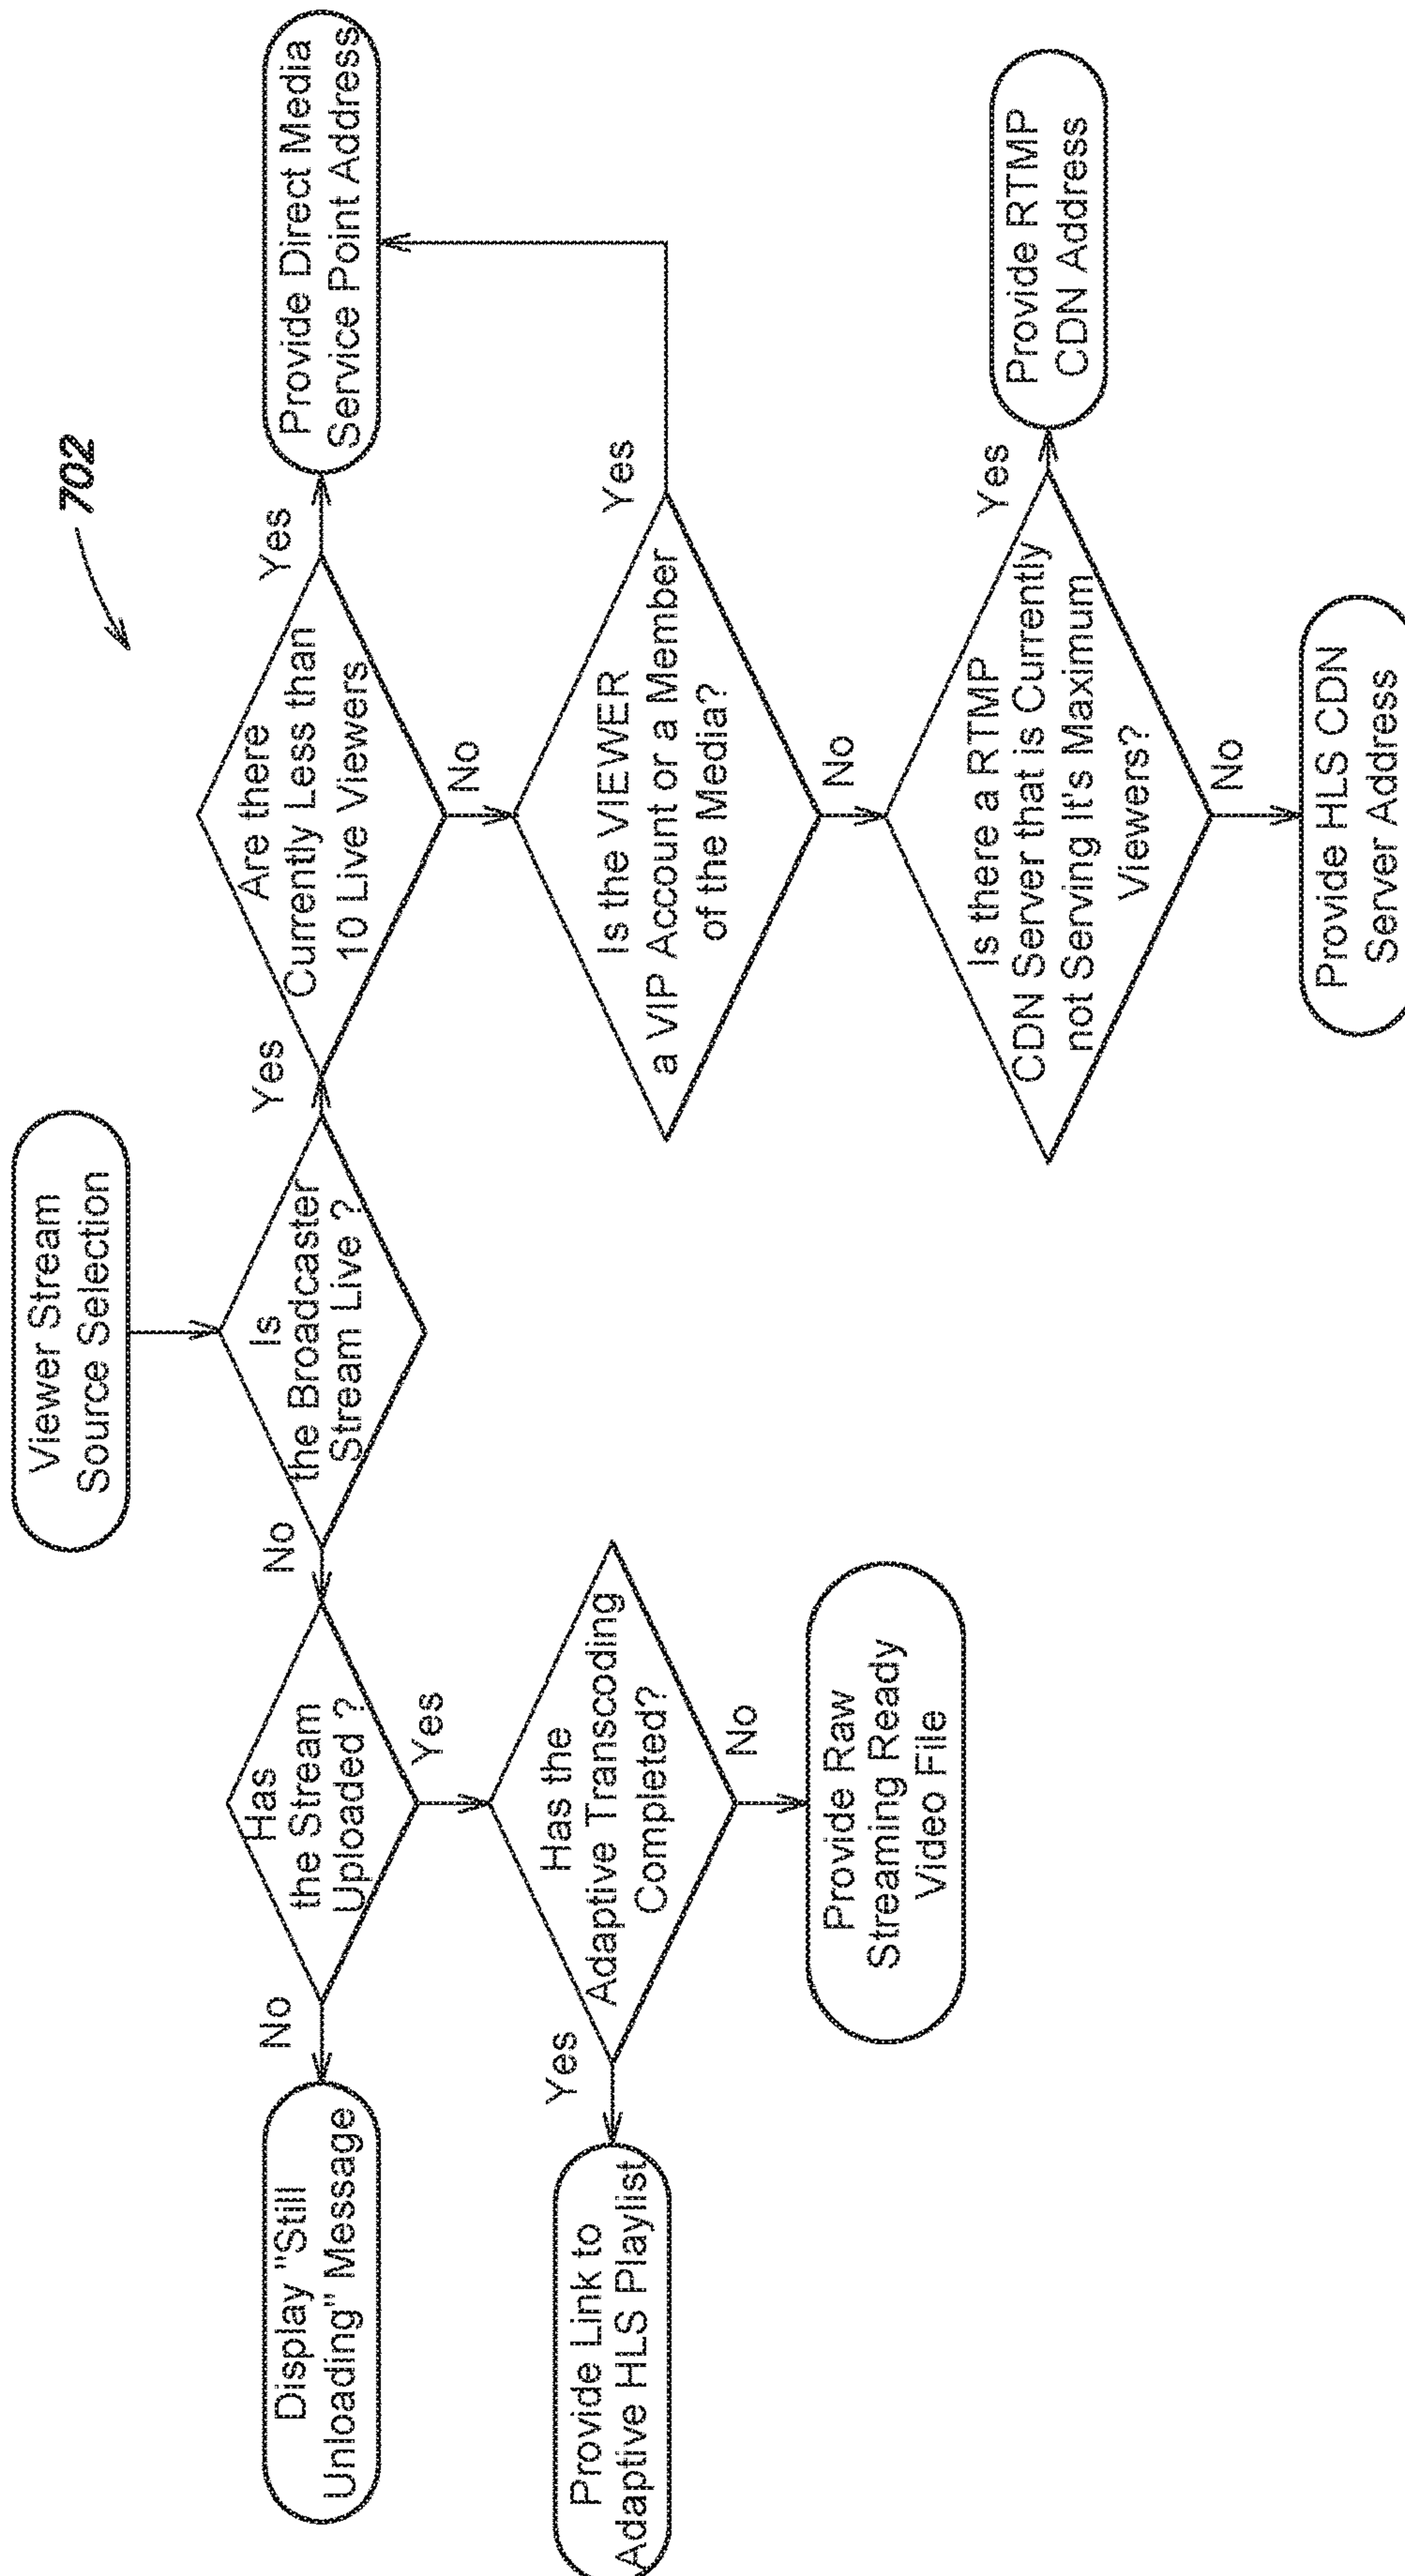 702
Viewer Stream
Source Selection
Is
the Broadcaster
Stream Live ?
No
Yes
Has
the Stream
Uploaded ?
No
Display "Still
Unloading" Message
Yes
Has the
Adaptive Transcoding
Completed?
Yes
Provide Link to
Adaptive HLS Playlist
No
Provide Raw
Streaming Ready
Video File
Are there
Currently Less than
10 Live Viewers
Yes
Provide Direct Media
Service Point Address
No
Is the VIEWER
a VIP Account or a Member
of the Media?
Yes
No
Is there a RTMP
CDN Server that is Currently
not Serving It's Maximum
Viewers?
Yes
Provide RTMP
CDN Address
No
Provide HLS CDN
Server Address